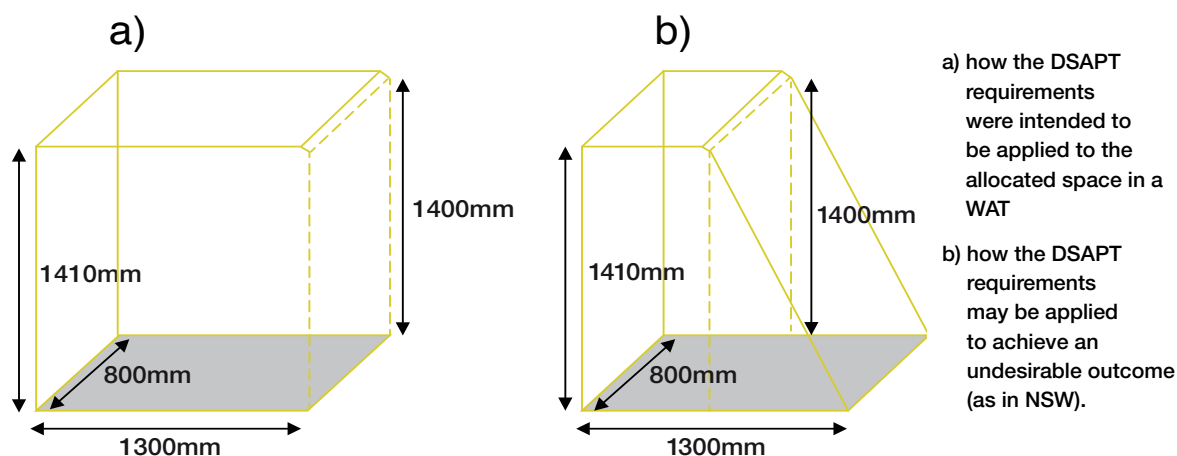 a)
1410mm
1400mm
800mm
1300mm
b)
1410mm
1400mm
800mm
1300mm
a) how the DSAPT
requirements
were intended to
be applied to the
allocated space in a
WAT
b) how the DSAPT
requirements
may be applied
to achieve an
undesirable outcome
(as in NSW).